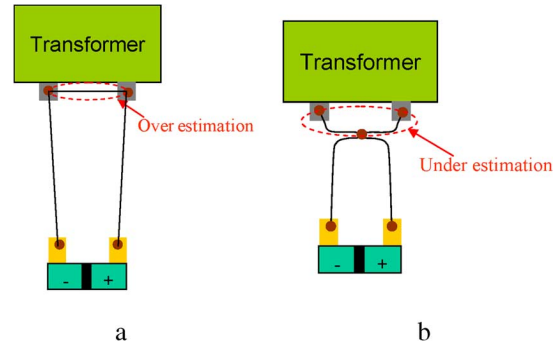 Transformer
Over estimation
- +
a
Transformer
Under estimation
- +
b